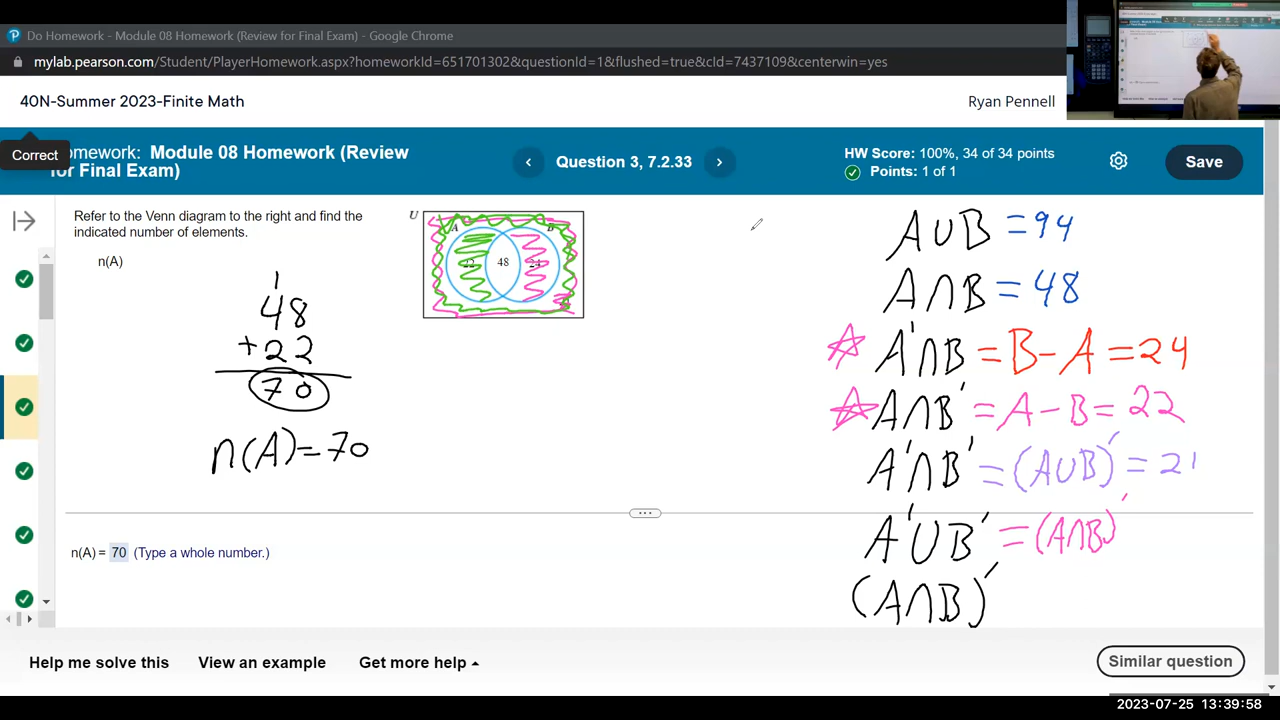 Do Homework - Module 08 Homework (Review for Final Exam) - Google C
mylab.pearson.com/Student/PlayerHomework.aspx?homeworkId=651701302&questionId=1&flushed=true&cId=7437109&centerwin=yes
40N-Summer 2023-Finite Math
Ryan Pennell
Correct
omework: Module 08 Homework (Review
for Final Exam)
Question 3, 7.2.33
HW Score: 100%, 34 of 34 points
Points: 1 of 1
Save
Refer to the Venn diagram to the right and find the
indicated number of elements.
n(A)
U
A
B
22
48
24
1
48
+22
70
n(A)=70
A∪B =94
A∩B =48
A'∩B =B-A =24
A∩B' =A-B= 22
A'∩B' =(A∪B)' = 21
A'∪B' =(A∩B)'
(A∩B)'
n(A) = 70 (Type a whole number.)
Help me solve this
View an example
Get more help
Similar question
2023-07-25 13:39:58